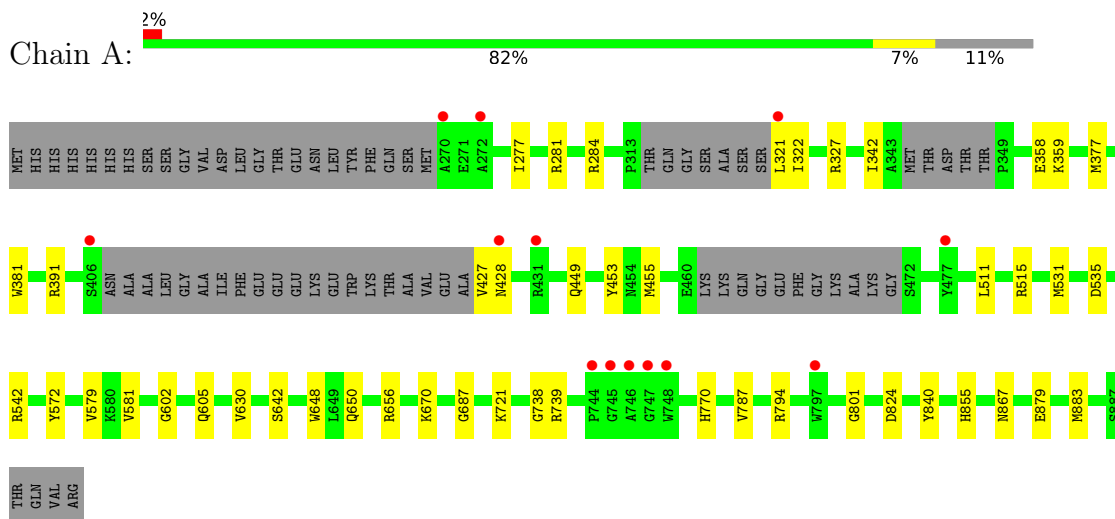 2%
Chain A:
82% 7% 11%
MET HIS HIS HIS HIS HIS HIS SER SER GLY VAL ASP LEU GLY THR GLU ASN LEU TYR PHE GLN SER MET A270 E271 A272 I277 R281 R284 P313 THR GLN GLY SER ALA SER SER L321 I322 R327 I342 A343 MET THR ASP THR THR P349 E358 K359 M377
W381 R391 S406 ASN ALA ALA LEU GLY ALA ILE PHE GLU GLU GLU LYS GLU TRP LYS THR ALA VAL GLU ALA V427 N428 R431 Q449 Y453 N454 M455 E460 LYS LYS GLN GLY GLU PHE GLY LYS ALA LYS GLY S472 Y477 L511 R515 M531 D535
R542 Y572 V579 K580 V581 G602 Q605 V630 S642 W648 L649 Q650 R656 K670 G687 K721 G738 R739 P744 G745 A746 G747 W748 H770 V787 R794 W797 G801 D824 Y840 H855 N867 E879 M883
THR GLN VAL ARG